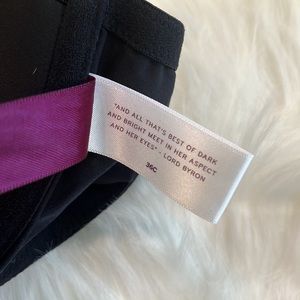 "AND ALL THAT'S BEST OF DARK
AND BRIGHT MEET IN HER ASPECT
AND HER EYES" - LORD BYRON
36C